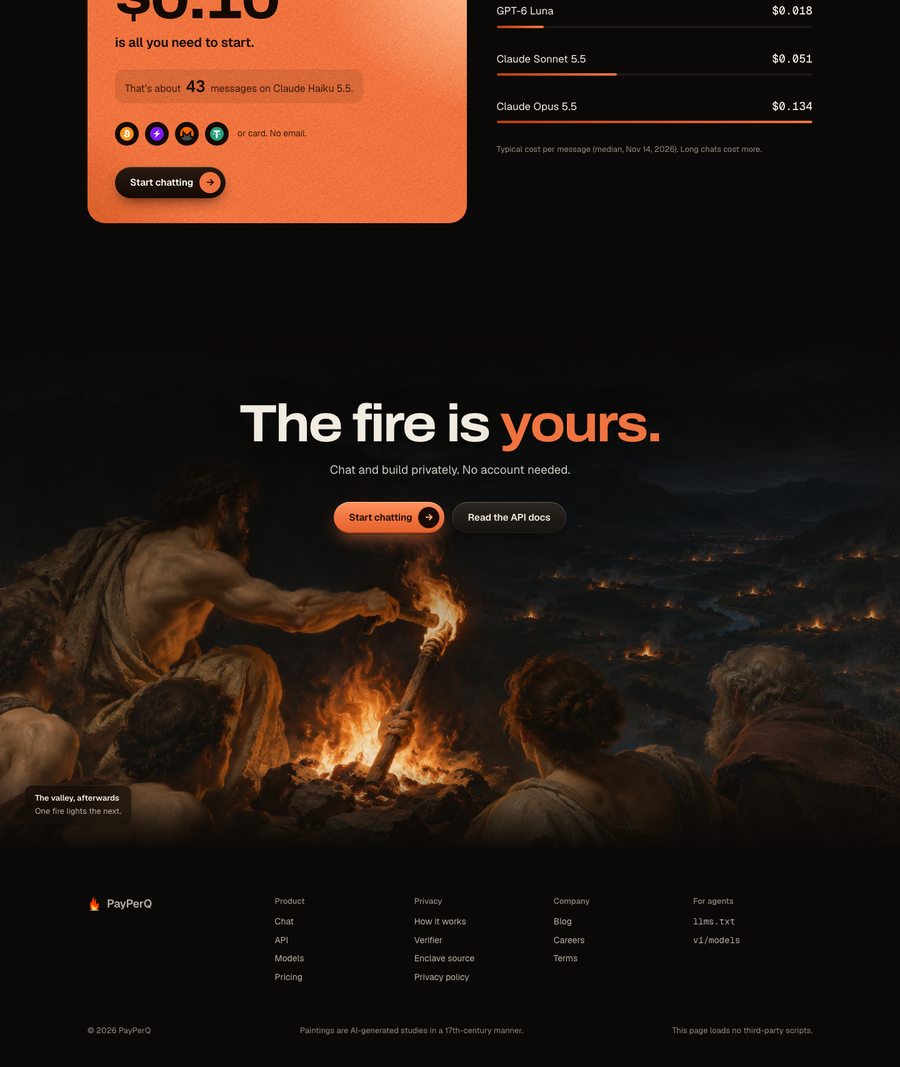 $0.10
is all you need to start.
That's about 43 messages on Claude Haiku 5.5.
or card. No email.
Start chatting
GPT-6 Luna $0.018
Claude Sonnet 5.5 $0.051
Claude Opus 5.5 $0.134
Typical cost per message (median, Nov 14, 2026). Long chats cost more.
The fire is yours.
Chat and build privately. No account needed.
Start chatting
Read the API docs
The valley, afterwards
One fire lights the next.
PayPerQ
Product
Chat
API
Models
Pricing
Privacy
How it works
Verifier
Enclave source
Privacy policy
Company
Blog
Careers
Terms
For agents
llms.txt
v1/models
© 2026 PayPerQ
Paintings are AI-generated studies in a 17th-century manner.
This page loads no third-party scripts.